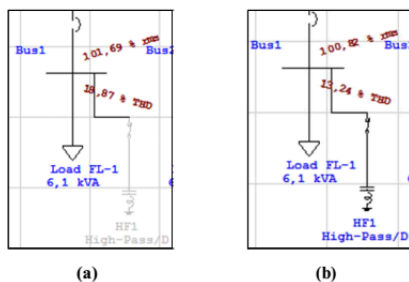 101,69 % rms
Bus1
Bus2
18,87 % THD
Load FL-1
6,1 kVA
HF1
High-Pass/D
(a)
100,82 % rms
Bus1
13,24 % THD
Load FL-1
6,1 kVA
HF1
High-Pass/D
(b)